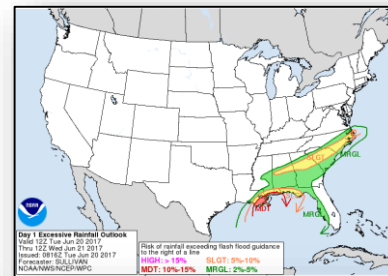 SLGT
MRGL
MDT
MRGL
NOAA
Day 1 Excessive Rainfall Outlook
Valid 12Z Tue Jun 20 2017
Thru 12Z Wed Jun 21 2017
Issued: 0816Z Tue Jun 20 2017
Forecaster: SULLIVAN
NOAA/NWS/NCEP/WPC
Risk of rainfall exceeding flash flood guidance
to the right of a line
HIGH: > 15% SLGT: 5%-10%
MDT: 10%-15% MRGL: 2%-5%